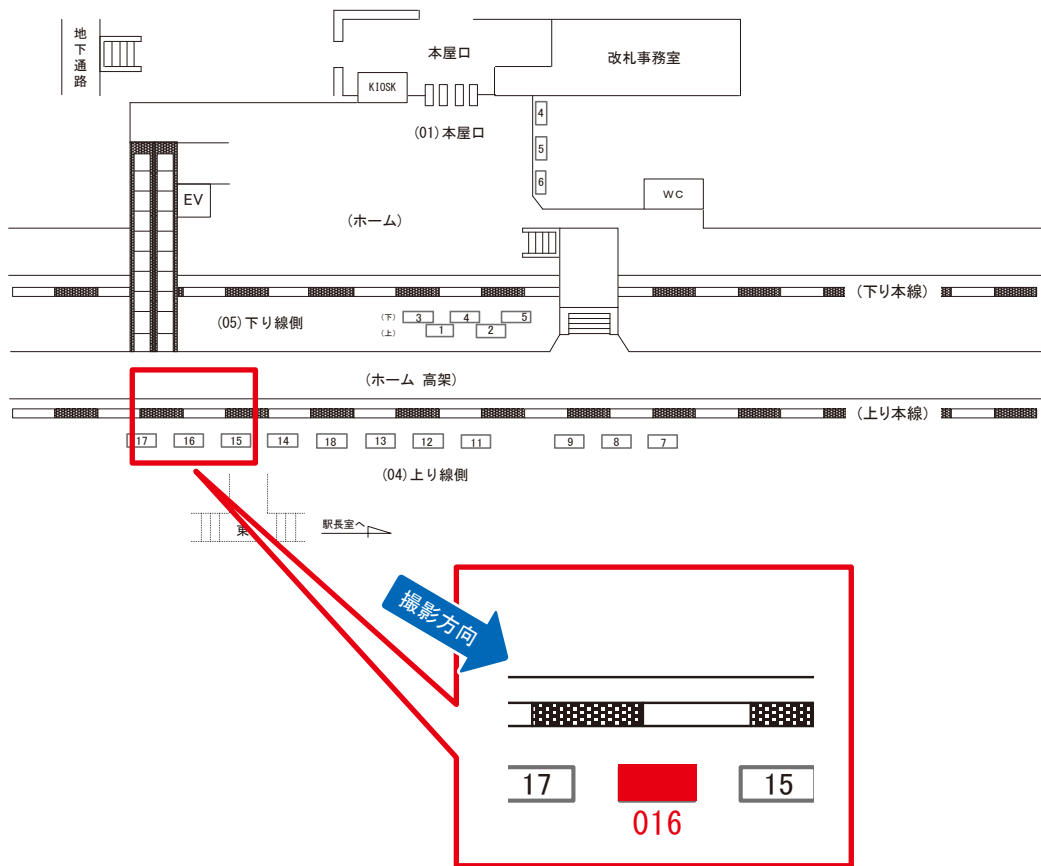 地下通路
本屋口
改札事務室
KIOSK
(01)本屋口
4
5
6
EV
WC
(ホーム)
(下り本線)
(05)下り線側
(下)
3
4
5
(上)
1
2
(ホーム 高架)
(上り本線)
17
16
15
14
18
13
12
11
9
8
7
(04)上り線側
東
駅長室へ
撮影方向
17
15
016